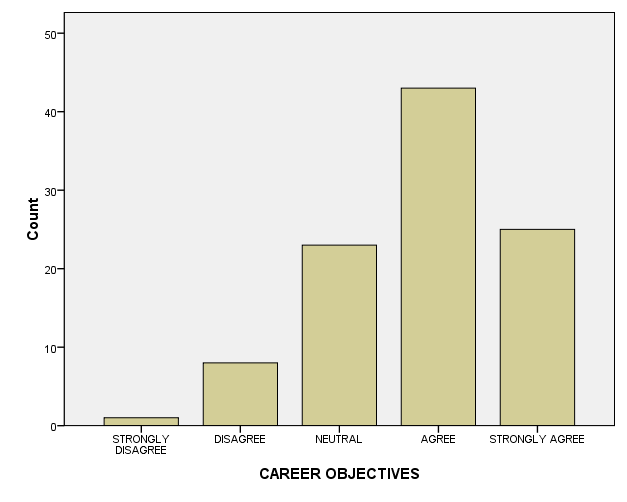 50
40
30
20
10
0
Count
STRONGLY
DISAGREE
DISAGREE
NEUTRAL
AGREE
STRONGLY AGREE
CAREER OBJECTIVES